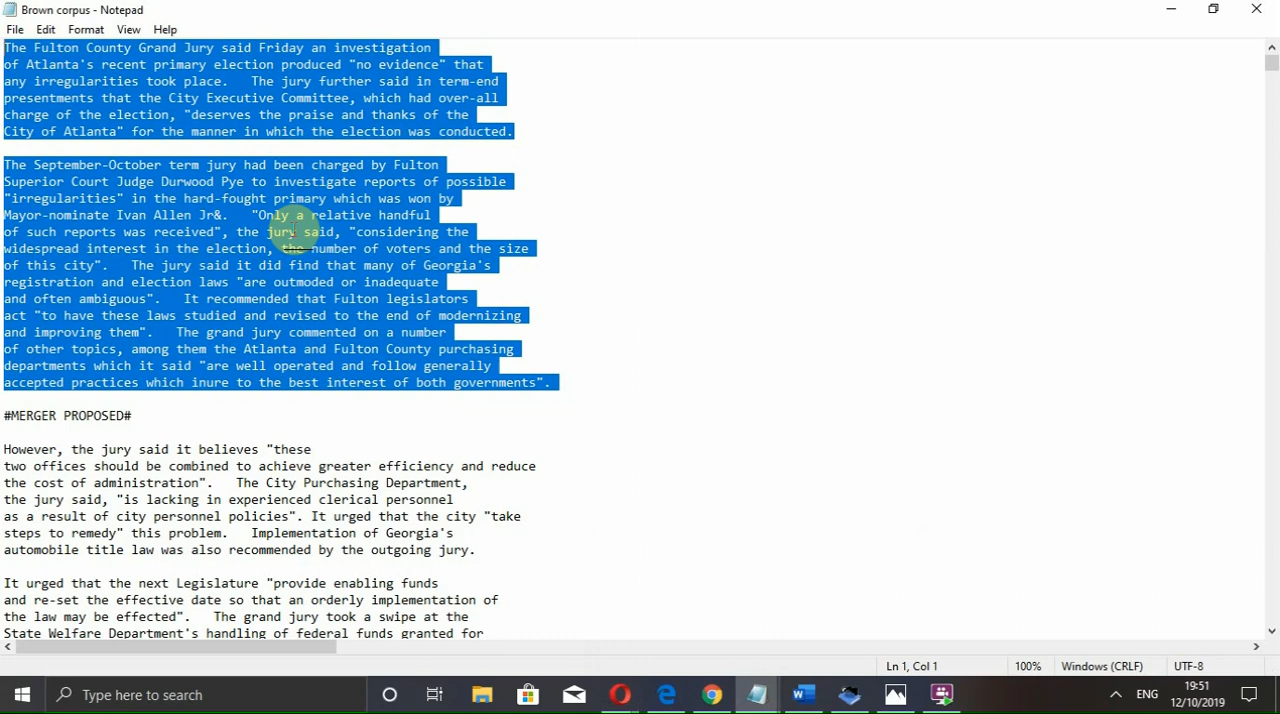 Brown corpus - Notepad
File Edit Format View Help
The Fulton County Grand Jury said Friday an investigation
of Atlanta's recent primary election produced "no evidence" that
any irregularities took place.   The jury further said in term-end
presentments that the City Executive Committee, which had over-all
charge of the election, "deserves the praise and thanks of the
City of Atlanta" for the manner in which the election was conducted.
The September-October term jury had been charged by Fulton
Superior Court Judge Durwood Pye to investigate reports of possible
"irregularities" in the hard-fought primary which was won by
Mayor-nominate Ivan Allen Jr&.   "Only a relative handful
of such reports was received", the jury said, "considering the
widespread interest in the election, the number of voters and the size
of this city".   The jury said it did find that many of Georgia's
registration and election laws "are outmoded or inadequate
and often ambiguous".   It recommended that Fulton legislators
act "to have these laws studied and revised to the end of modernizing
and improving them".   The grand jury commented on a number
of other topics, among them the Atlanta and Fulton County purchasing
departments which it said "are well operated and follow generally
accepted practices which inure to the best interest of both governments".
#MERGER PROPOSED#
However, the jury said it believes "these
two offices should be combined to achieve greater efficiency and reduce
the cost of administration".   The City Purchasing Department,
the jury said, "is lacking in experienced clerical personnel
as a result of city personnel policies". It urged that the city "take
steps to remedy" this problem.   Implementation of Georgia's
automobile title law was also recommended by the outgoing jury.
It urged that the next Legislature "provide enabling funds
and re-set the effective date so that an orderly implementation of
the law may be effected".   The grand jury took a swipe at the
State Welfare Department's handling of federal funds granted for
Ln 1, Col 1 100% Windows (CRLF) UTF-8
Type here to search ENG 19:51
12/10/2019